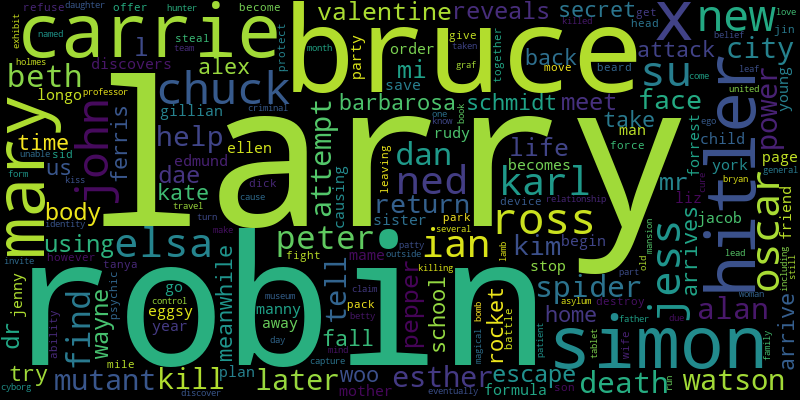 refuse daughter offer hunter become valentine reveals secret get love
carrie bruce x new
named steal l party give taken head jin
exhibit beth discovers alex protect order mi back attack city
holmes longo move graf together beard belief
professor chuck gillian save barbarosa schmidt meet su face power leaf young
mary time john ferris help larry attempt rudy book criminal take hitler united come
team killed month killing one know man force child
unable sid ellen dan life forrest york page
form us edmund dae ned karl becomes mr bryan general
kiss dick kate causing return device liz cure
body travel cause turn leaving sister park ross relationship jacob oscar friend
using elsa peter ian kim begin jess arrives alan lead
identity make several patty mame fight outside pepper tell lamb stop spider old mansion including still
however tanya find meanwhile robin school rocket battle home part destroy woman
dr jenny wayne go control psychic museum manny pack killing bomb simon asylum due arrive
year eggsy away claim betty fall magical father
ability day woo mind capture esther escape tablet wife family
try mile mutant kill later plan mother formula patient death son run watson
cyborg discover eventually